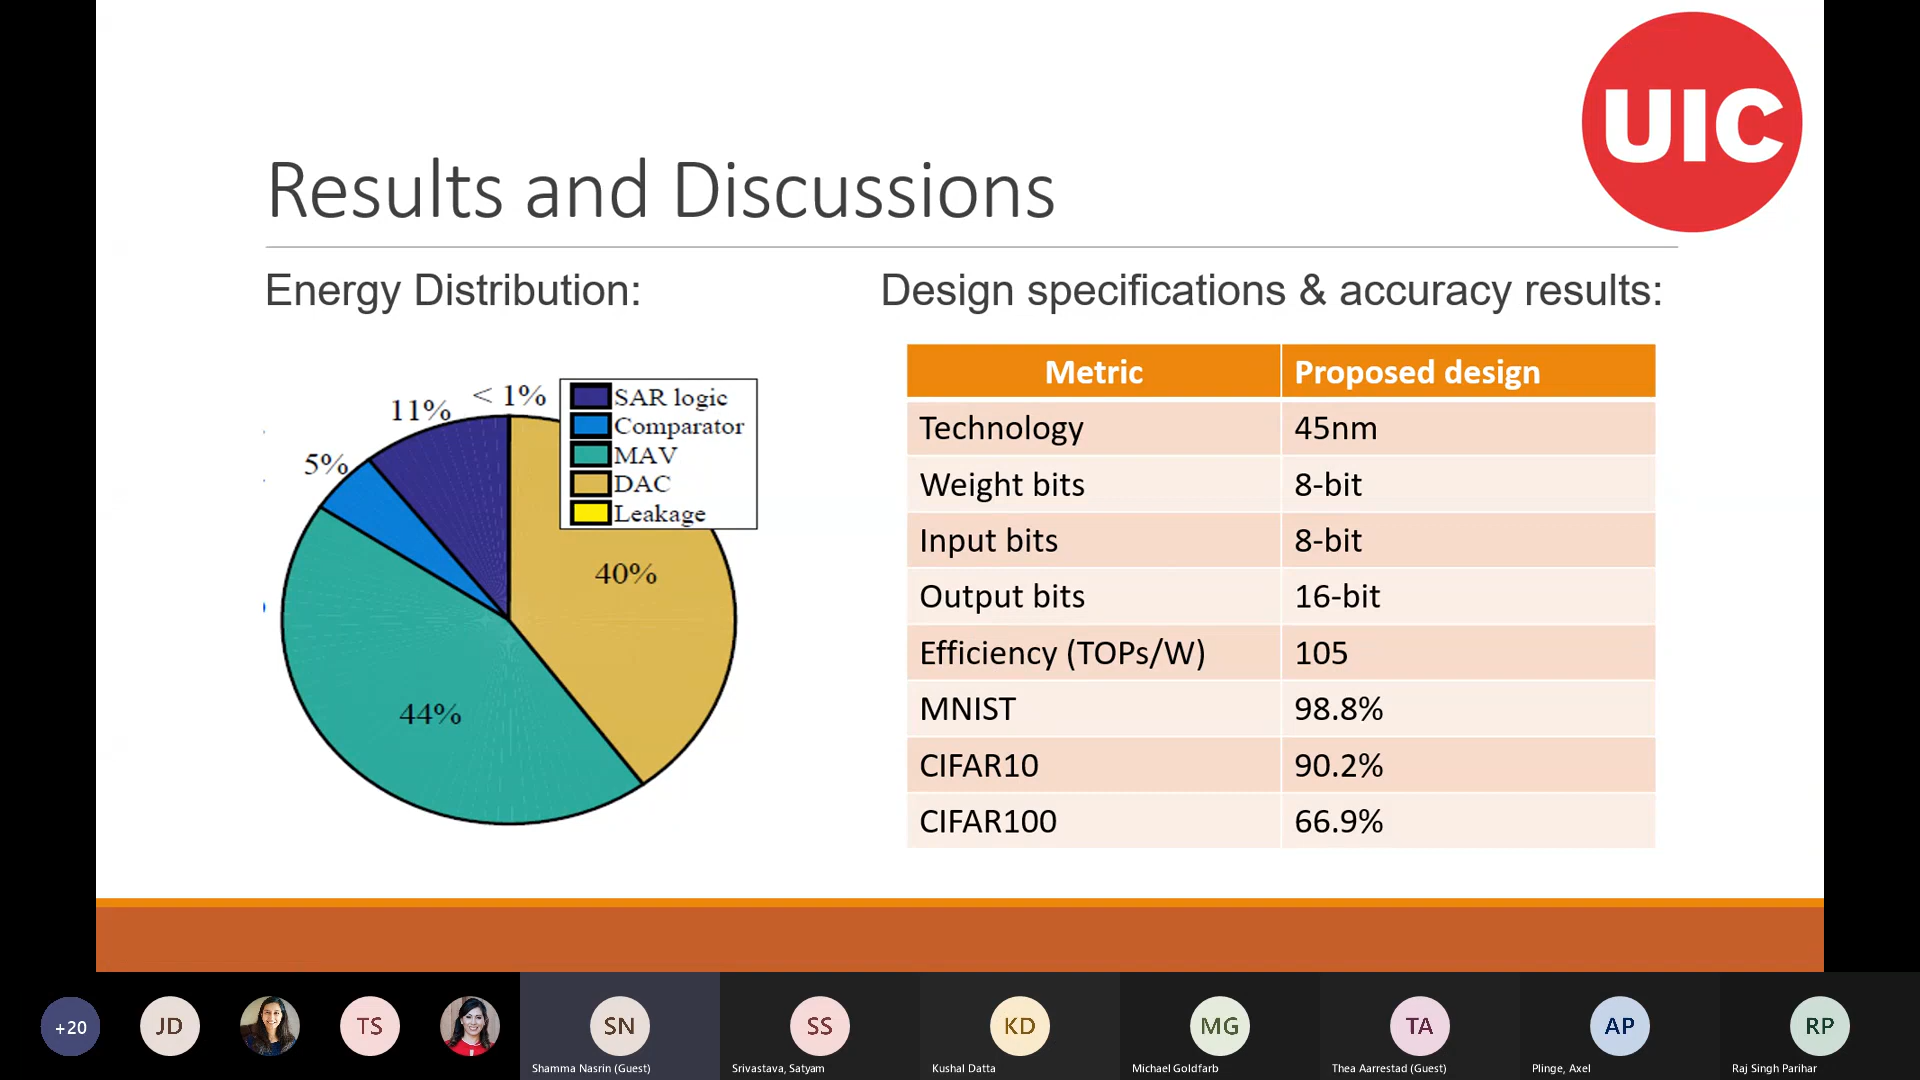 UIC
Results and Discussions
Energy Distribution:
Design specifications & accuracy results:
< 1%
11%
5%
40%
44%
SAR logic
Comparator
MAV
DAC
Leakage
Metric Proposed design
Technology 45nm
Weight bits 8-bit
Input bits 8-bit
Output bits 16-bit
Efficiency (TOPs/W) 105
MNIST 98.8%
CIFAR10 90.2%
CIFAR100 66.9%
+20 JD TS SN SS KD MG TA AP RP
Shamma Nasrin (Guest) Srivastava, Satyam Kushal Datta Michael Goldfarb Thea Aarrestad (Guest) Plinge, Axel Raj Singh Parihar